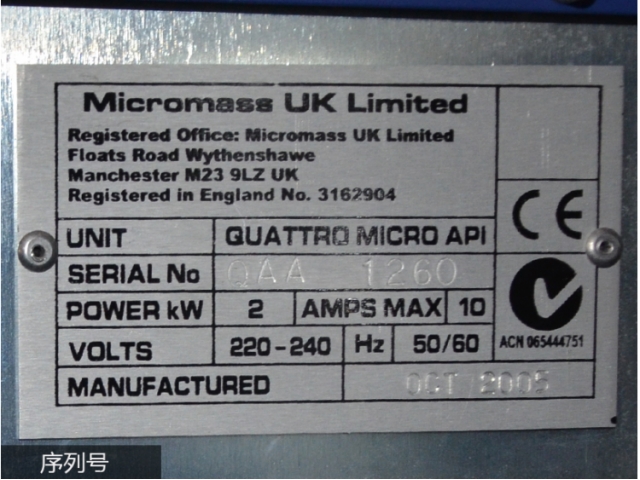 Micromass UK Limited
Registered Office: Micromass UK Limited
Floats Road Wythenshawe
Manchester M23 9LZ UK
Registered in England No. 3162904
CE
UNIT QUATTRO MICRO API
SERIAL No QAA 1260
POWER kW 2 AMPS MAX 10
VOLTS 220-240 Hz 50/60
ACN 065444751
MANUFACTURED OCT 2005
序列号